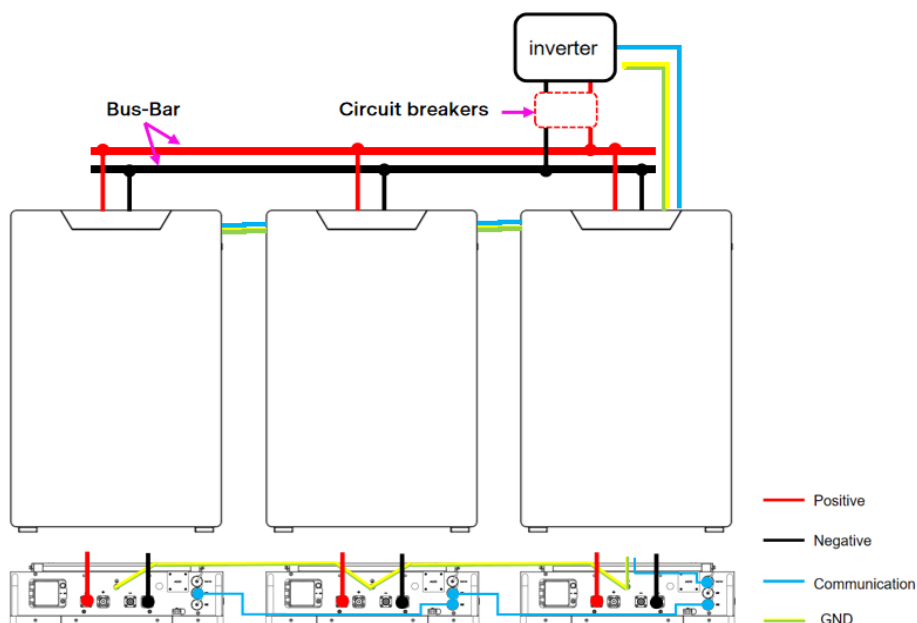 inverter
Bus-Bar
Circuit breakers
Positive
Negative
Communication
GND